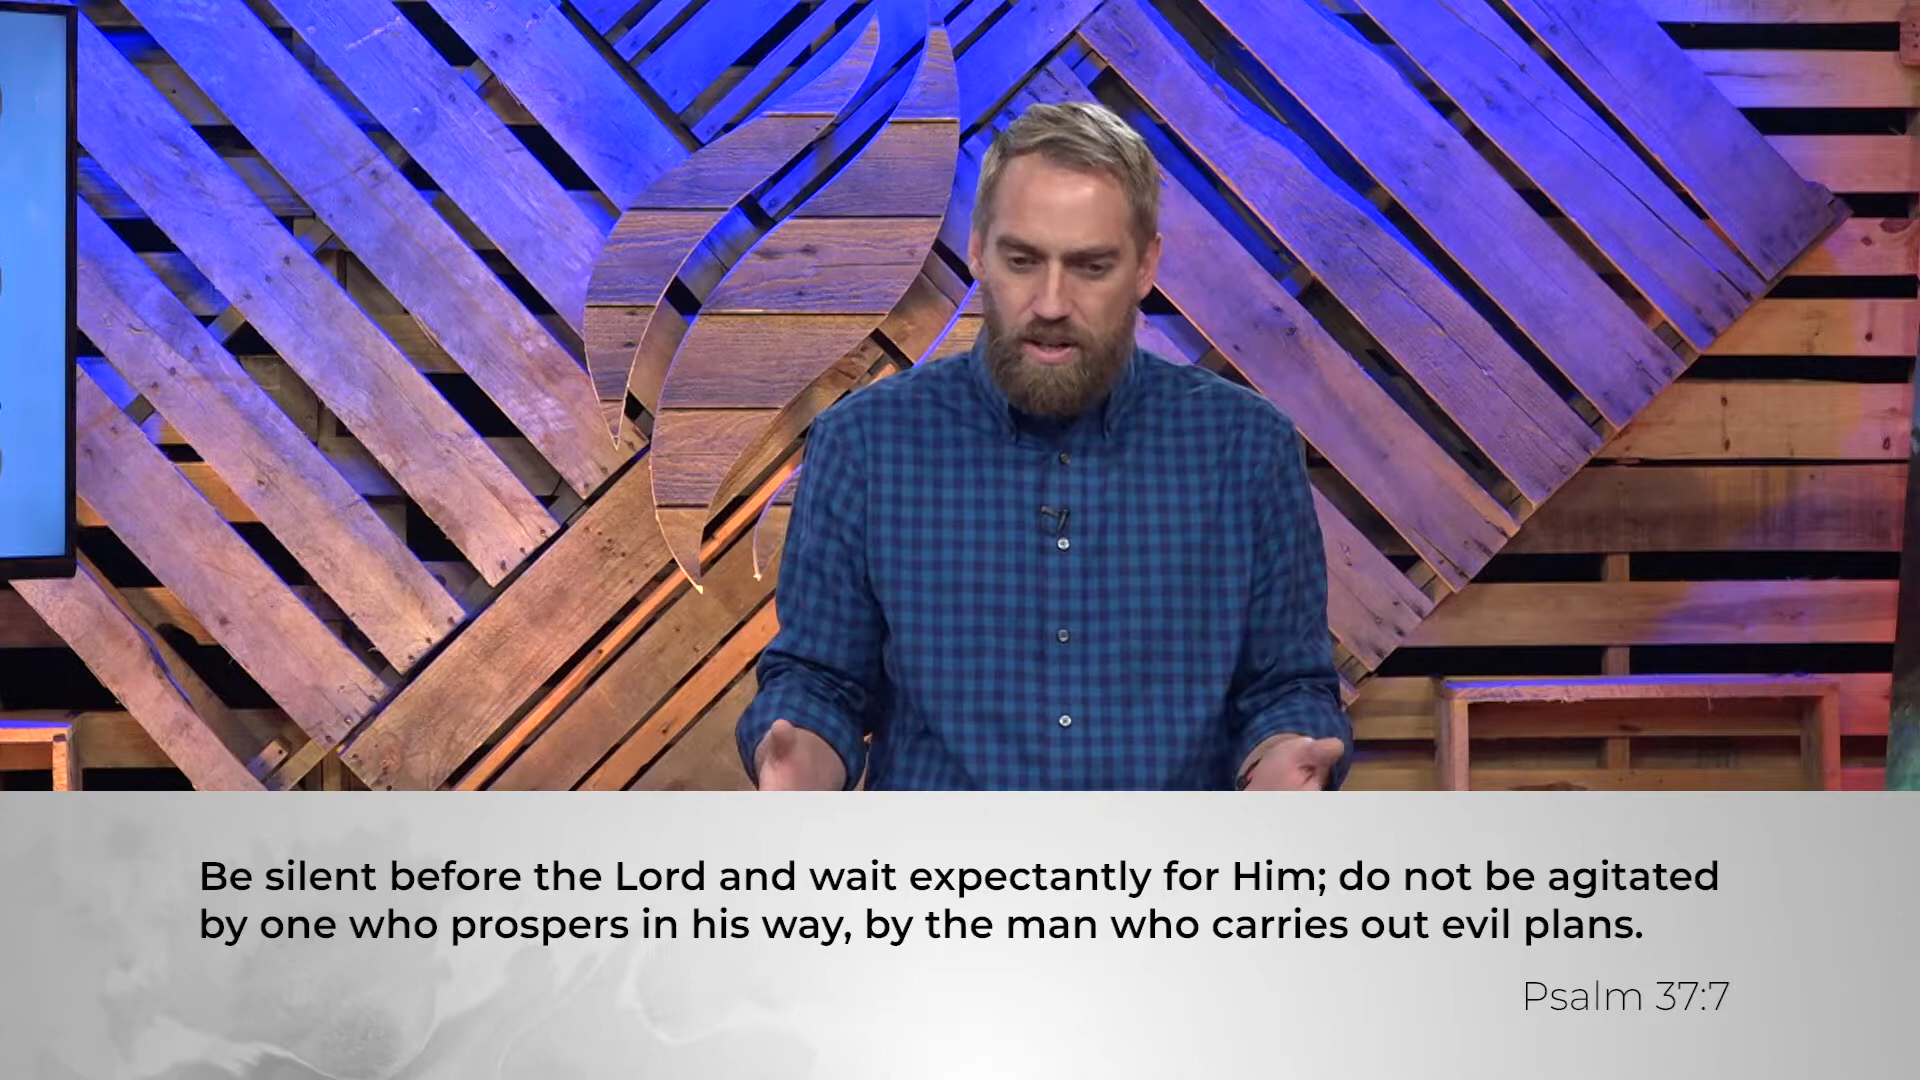 Be silent before the Lord and wait expectantly for Him; do not be agitated
by one who prospers in his way, by the man who carries out evil plans.
Psalm 37:7